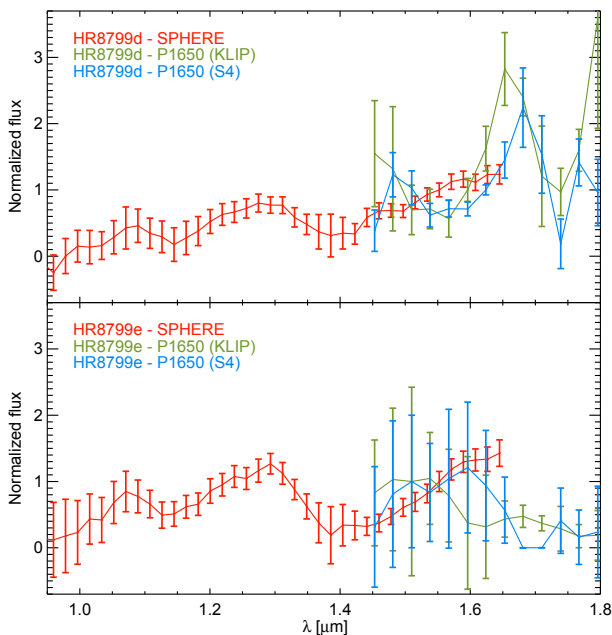 HR8799d - SPHERE
HR8799d - P1650 (KLIP)
HR8799d - P1650 (S4)
Normalized flux
3
2
1
0
HR8799e - SPHERE
HR8799e - P1650 (KLIP)
HR8799e - P1650 (S4)
Normalized flux
3
2
1
0
1.0 1.2 1.4 1.6 1.8
λ [μm]